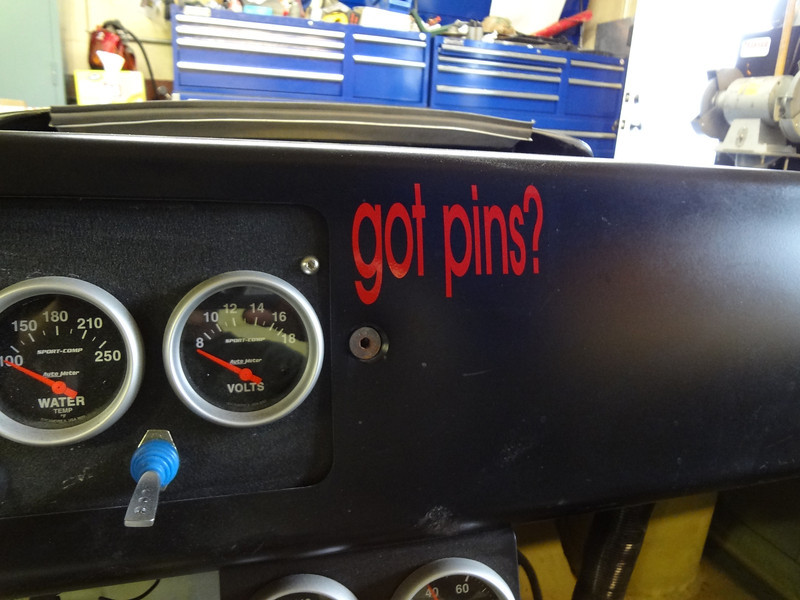 got pins?
100 150 180 210 250
SPORT-COMP
Auto Meter
WATER
TEMP
°F
8 10 12 14 16 18
SPORT-COMP
Auto Meter
VOLTS
40 60